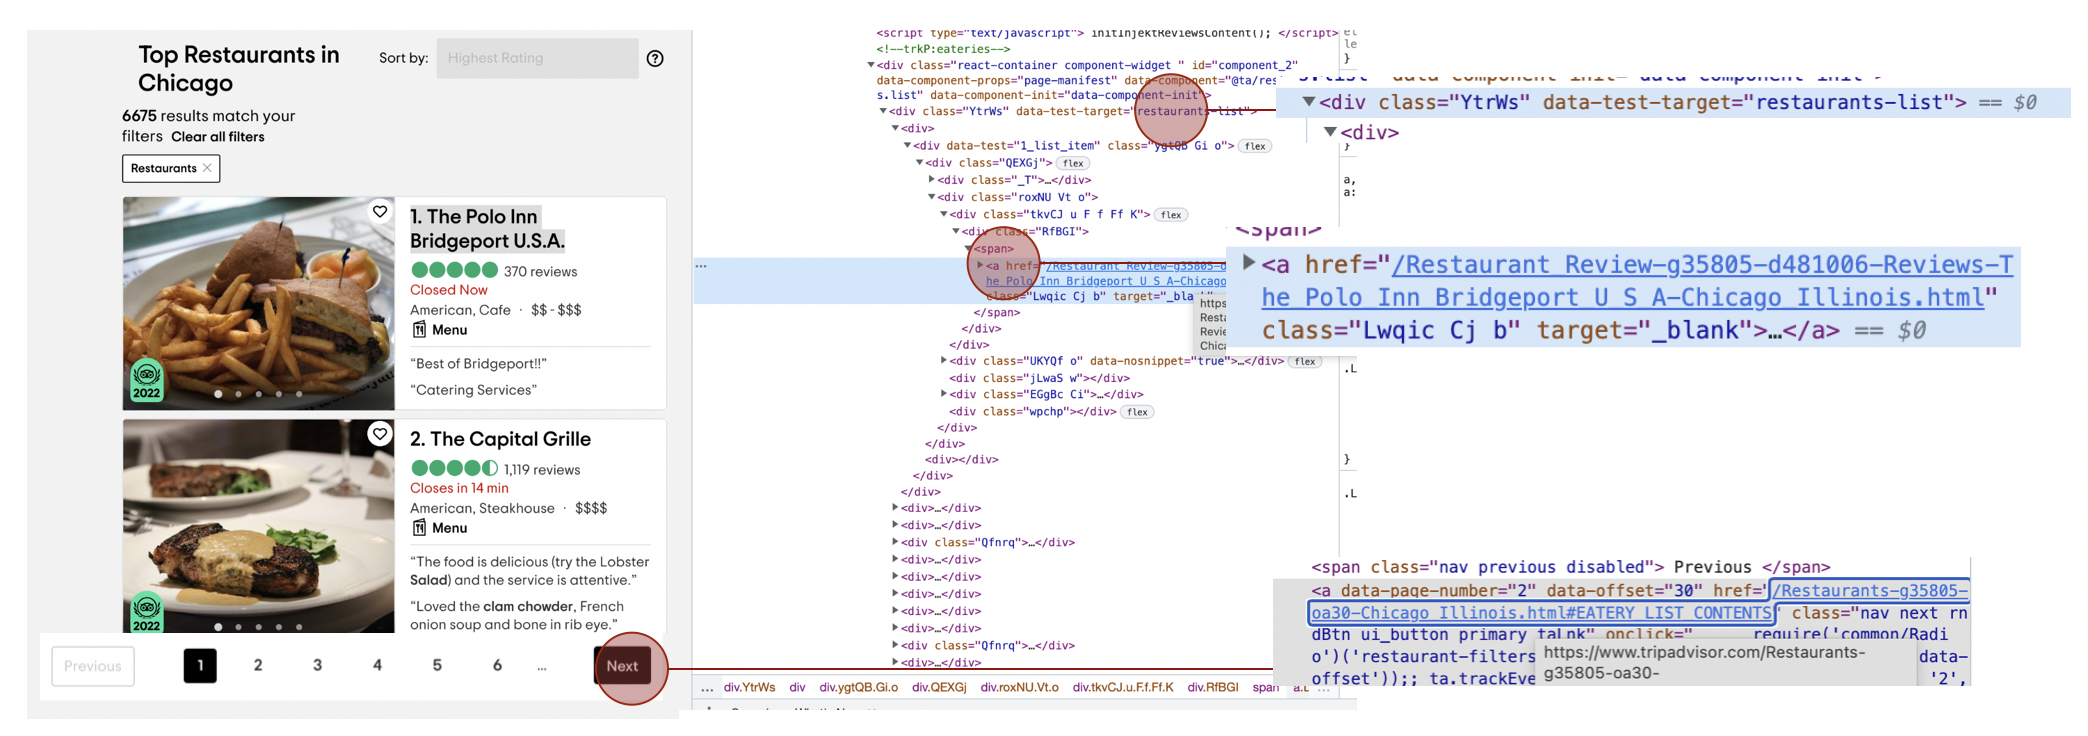 Top Restaurants in
Chicago
Sort by:
Highest Rating
?
6675 results match your
filters Clear all filters
Restaurants ×
1. The Polo Inn
Bridgeport U.S.A.
370 reviews
Closed Now
American, Cafe · $$ - $$$
Menu
“Best of Bridgeport!!”
“Catering Services”
2022
2. The Capital Grille
1,119 reviews
Closes in 14 min
American, Steakhouse · $$$$
Menu
“The food is delicious (try the Lobster
Salad) and the service is attentive.”
“Loved the clam chowder, French
onion soup and bone in rib eye.”
2022
Previous
1 2 3 4 5 6 ...
Next
<script type="text/javascript"> initInjektReviewsContent(); </script>
<!--trkP:eateries-->
<div class="react-container component-widget " id="component_2"
data-component-props="page-manifest" data-component="@ta/res
s.list" data-component-init="data-component-init">
<div class="YtrWs" data-test-target="restaurants-list">
<div>
<div data-test="1_list_item" class="ygtQB Gi o"> flex
<div class="QEXGj"> flex
<div class="_T">…</div>
<div class="roxNU Vt o">
<div class="tkvCJ u F f Ff K"> flex
<div class="RfBGI">
<span>
<a href="/Restaurant_Review-g35805-d
he_Polo_Inn_Bridgeport_U_S_A-Chicago
class="Lwqic Cj b" target="_blank"
</span>
</div>
</div>
<div class="UKYQf o" data-nosnippet="true">…</div> flex
<div class="jLwaS w"></div>
<div class="EGgBc Ci">…</div>
<div class="wpchp"></div> flex
</div>
</div>
<div></div>
</div>
</div>
<div>…</div>
<div>…</div>
<div class="Qfnrq">…</div>
<div>…</div>
<div>…</div>
<div>…</div>
<div>…</div>
<div>…</div>
<div class="Qfnrq">…</div>
<div>…</div>
... div.YtrWs div div.ygtQB.Gi.o div.QEXGj div.roxNU.Vt.o div.tkvCJ.u.F.f.Ff.K div.RfBGI span
https
Resta
Revie
Chica
le
}
}
a,
a:
.L
}
.L
s.list" data-component-init="data-component-init">
<div class="YtrWs" data-test-target="restaurants-list"> == $0
<div>
<span>
<a href="/Restaurant_Review-g35805-d481006-Reviews-T
he_Polo_Inn_Bridgeport_U_S_A-Chicago_Illinois.html"
class="Lwqic Cj b" target="_blank">…</a> == $0
<span class="nav previous disabled"> Previous </span>
<a data-page-number="2" data-offset="30" href="/Restaurants-g35805-
oa30-Chicago_Illinois.html#EATERY_LIST_CONTENTS" class="nav next rn
dBtn ui_button primary taLnk" onclick=" require('common/Radi
o')('restaurant-filters data-
offset'));; ta.trackEve '2',
https://www.tripadvisor.com/Restaurants-
g35805-oa30-